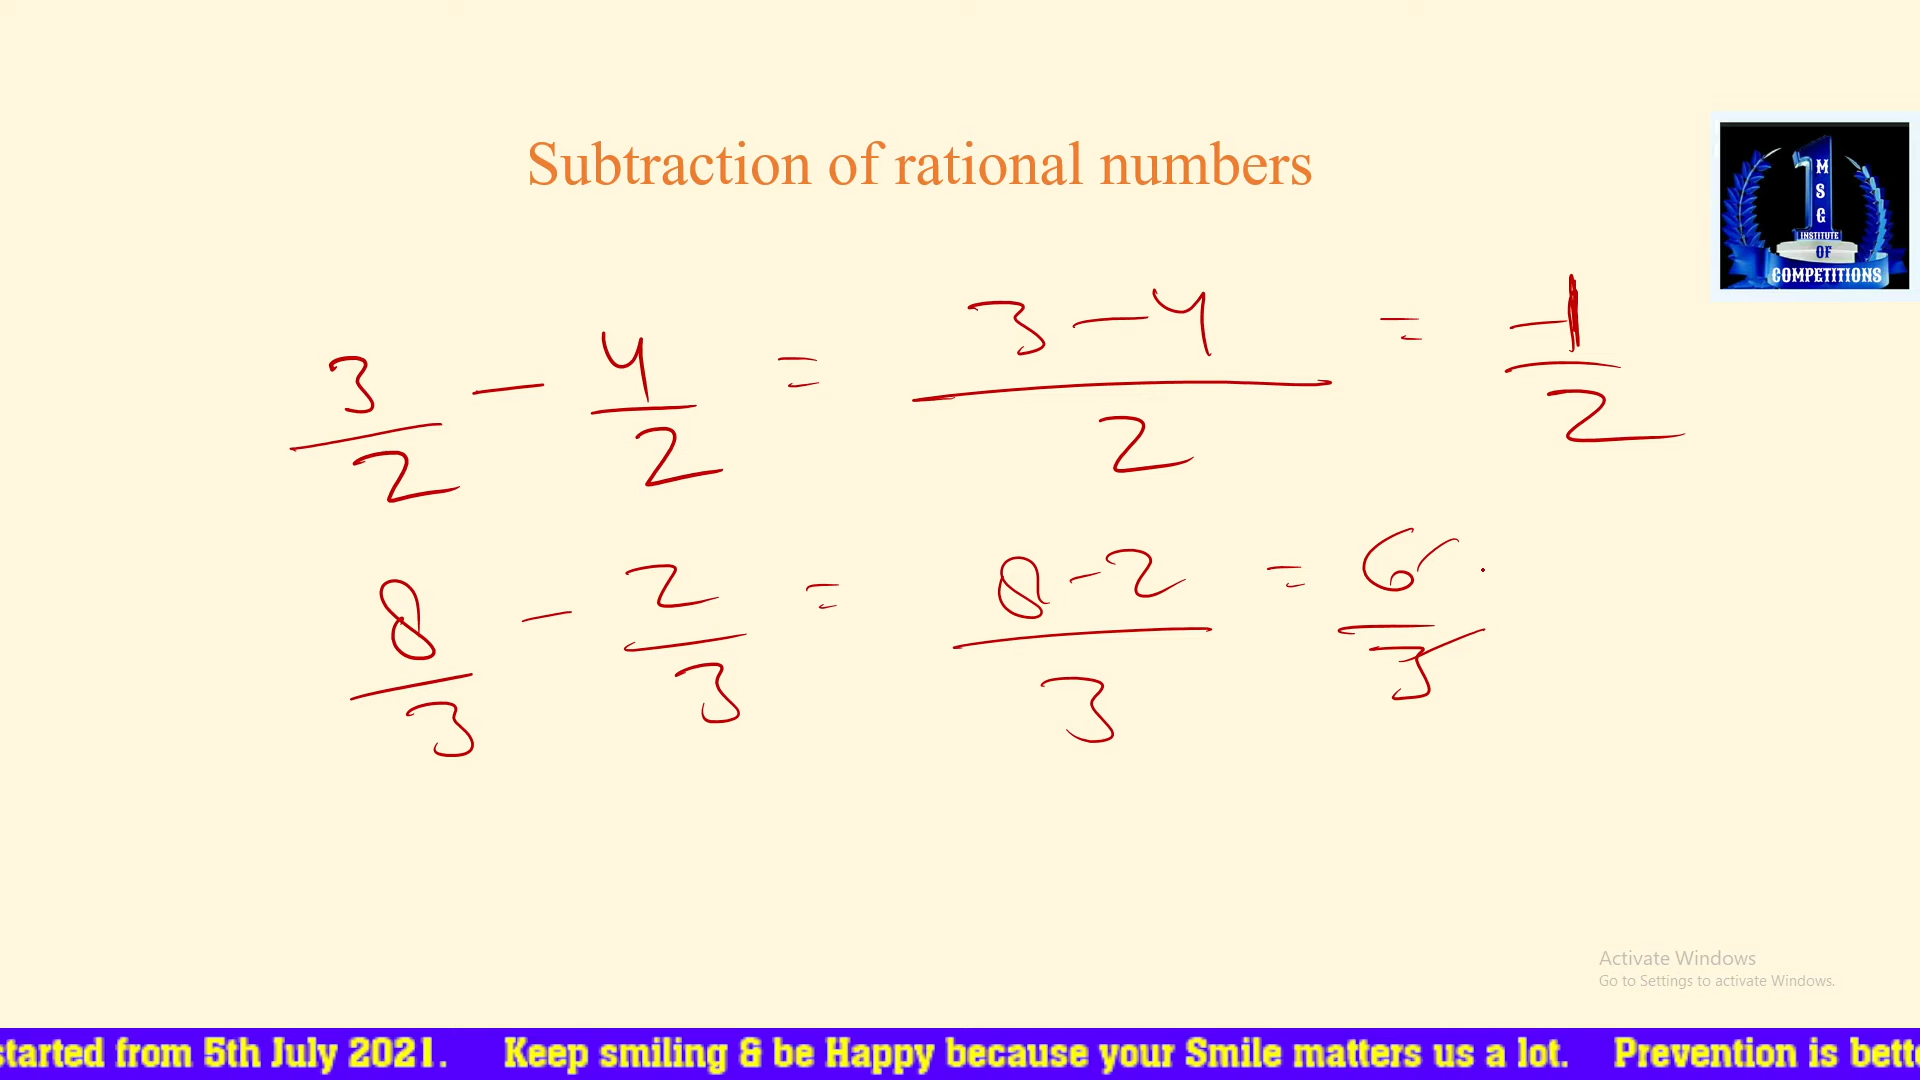 Subtraction of rational numbers
M
S
G
INSTITUTE
OF
COMPETITIONS
3/2 - 4/2 = (3-4)/2 = -1/2
8/3 - 2/3 = (8-2)/3 = 6/3
Activate Windows
Go to Settings to activate Windows.
started from 5th July 2021. Keep smiling & be Happy because your Smile matters us a lot. Prevention is bette